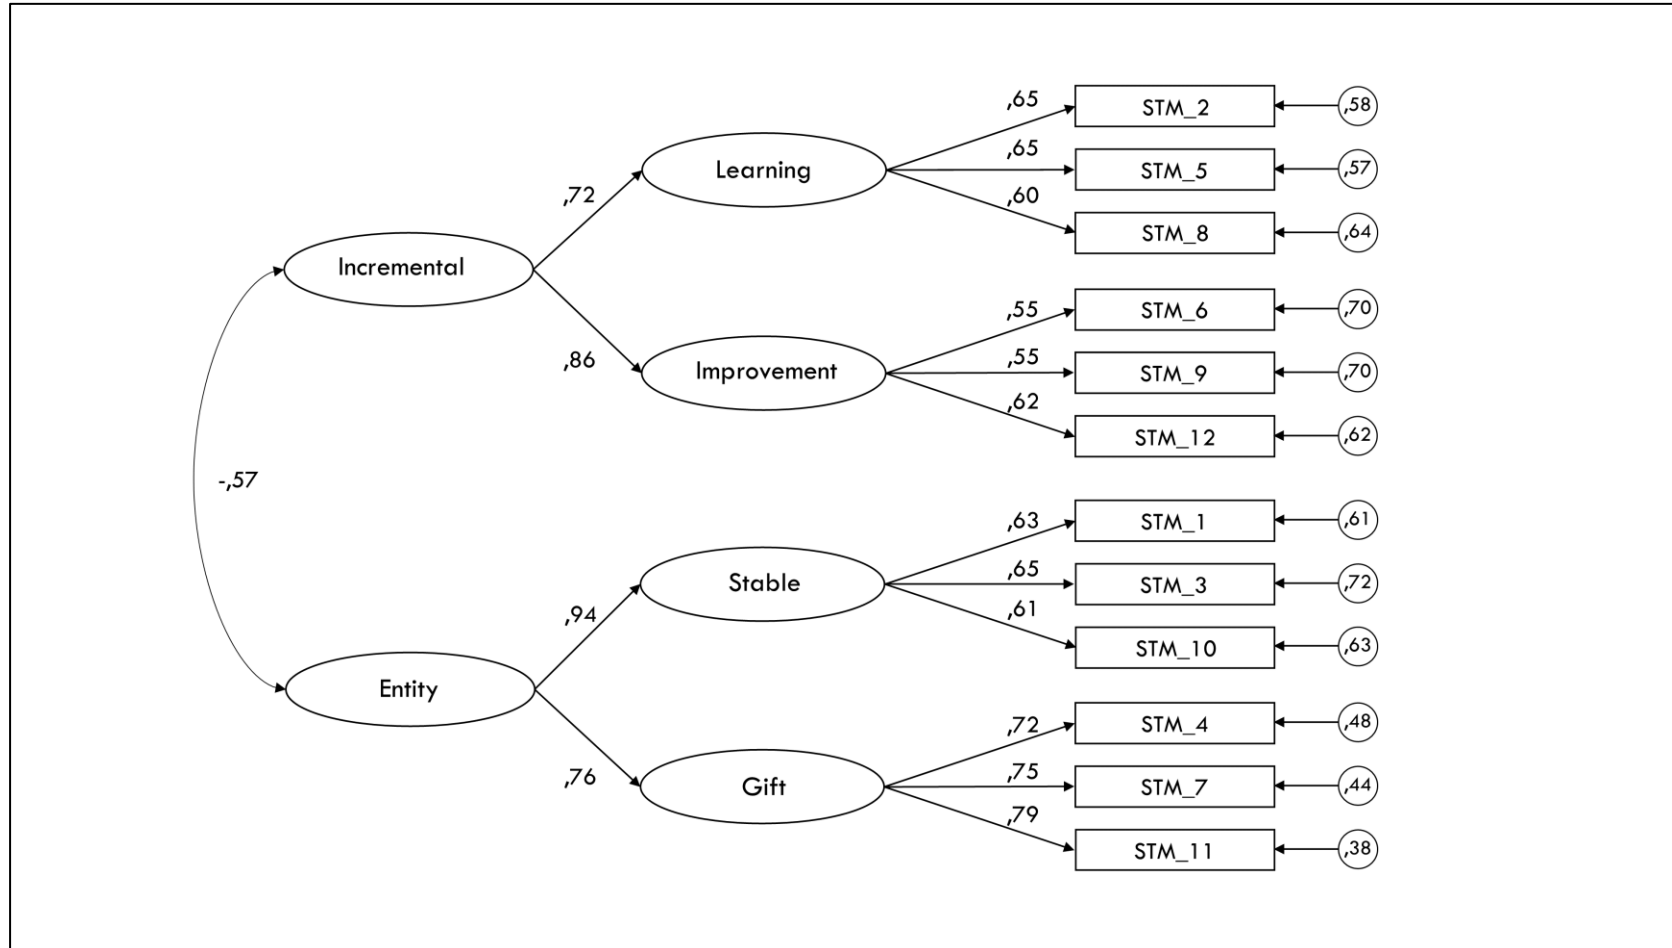 ,65
STM_2
,58
Learning
,65
STM_5
,57
,72
,60
STM_8
,64
Incremental
,55
STM_6
,70
,86
Improvement
,55
STM_9
,70
,62
STM_12
,62
-,57
,63
STM_1
,61
Stable
,65
STM_3
,72
,94
,61
STM_10
,63
Entity
,72
STM_4
,48
,76
Gift
,75
STM_7
,44
,79
STM_11
,38